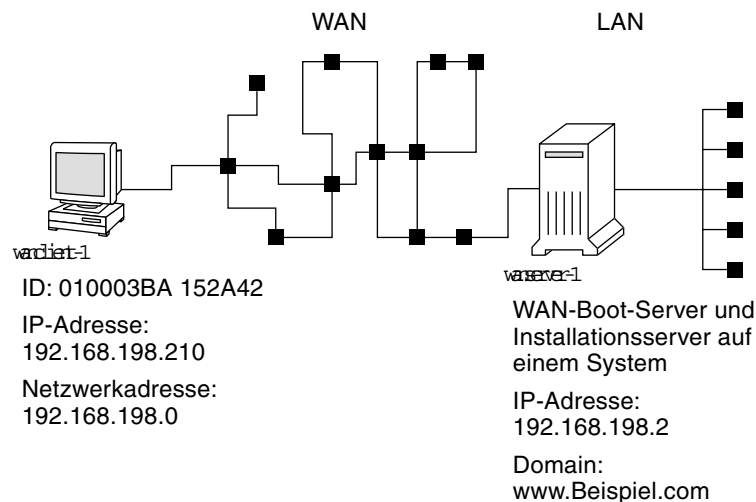 WAN
LAN
wanclient-1
ID: 010003BA 152A42
IP-Adresse:
192.168.198.210
Netzwerkadresse:
192.168.198.0
wanserver-1
WAN-Boot-Server und
Installationsserver auf
einem System
IP-Adresse:
192.168.198.2
Domain:
www.Beispiel.com